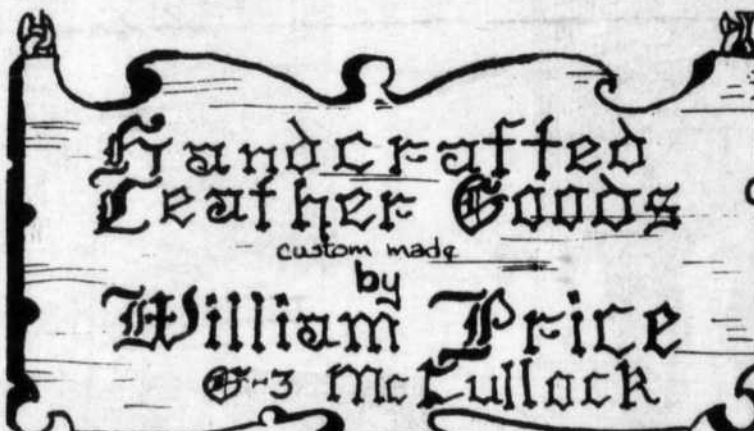 Handcrafted
Leather Goods
custom made
by
William Price
G-3 McCullock